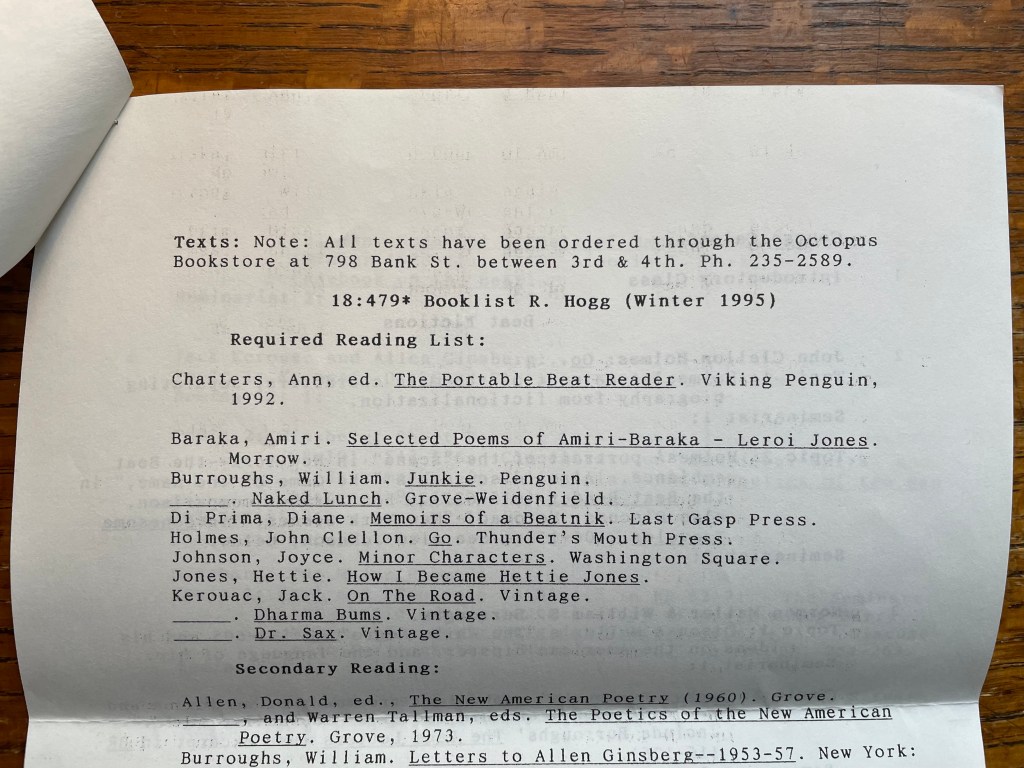 Texts: Note: All texts have been ordered through the Octopus
Bookstore at 798 Bank St. between 3rd & 4th. Ph. 235-2589.
18:479* Booklist R. Hogg (Winter 1995)
Required Reading List:
Charters, Ann, ed. The Portable Beat Reader. Viking Penguin,
1992.
Baraka, Amiri. Selected Poems of Amiri-Baraka - Leroi Jones.
Morrow.
Burroughs, William. Junkie. Penguin.
_____. Naked Lunch. Grove-Weidenfield.
Di Prima, Diane. Memoirs of a Beatnik. Last Gasp Press.
Holmes, John Clellon. Go. Thunder's Mouth Press.
Johnson, Joyce. Minor Characters. Washington Square.
Jones, Hettie. How I Became Hettie Jones.
Kerouac, Jack. On The Road. Vintage.
_____. Dharma Bums. Vintage.
_____. Dr. Sax. Vintage.
Secondary Reading:
Allen, Donald, ed., The New American Poetry (1960). Grove.
_____, and Warren Tallman, eds. The Poetics of the New American
Poetry. Grove, 1973.
Burroughs, William. Letters to Allen Ginsberg--1953-57. New York: